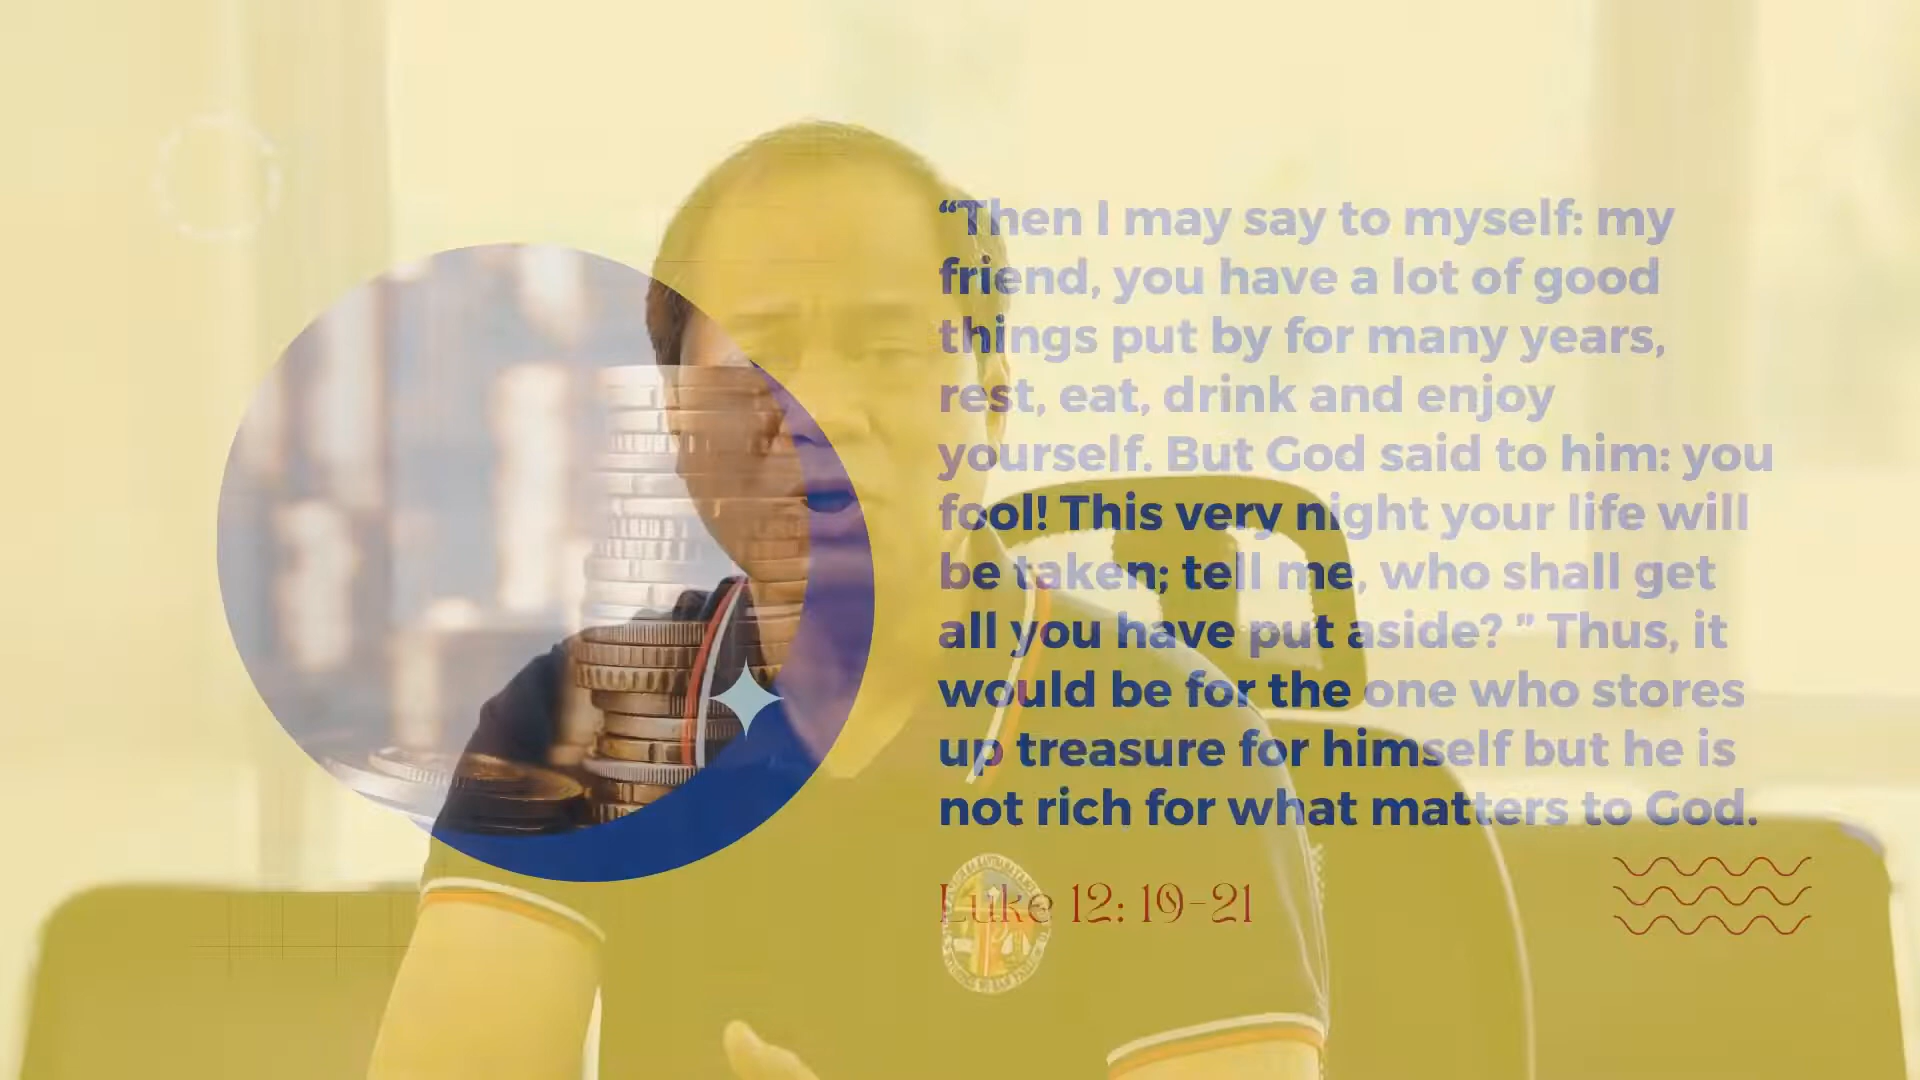 “Then I may say to myself: my
friend, you have a lot of good
things put by for many years,
rest, eat, drink and enjoy
yourself. But God said to him: you
fool! This very night your life will
be taken; tell me, who shall get
all you have put aside? ” Thus, it
would be for the one who stores
up treasure for himself but he is
not rich for what matters to God.
Luke 12: 19-21